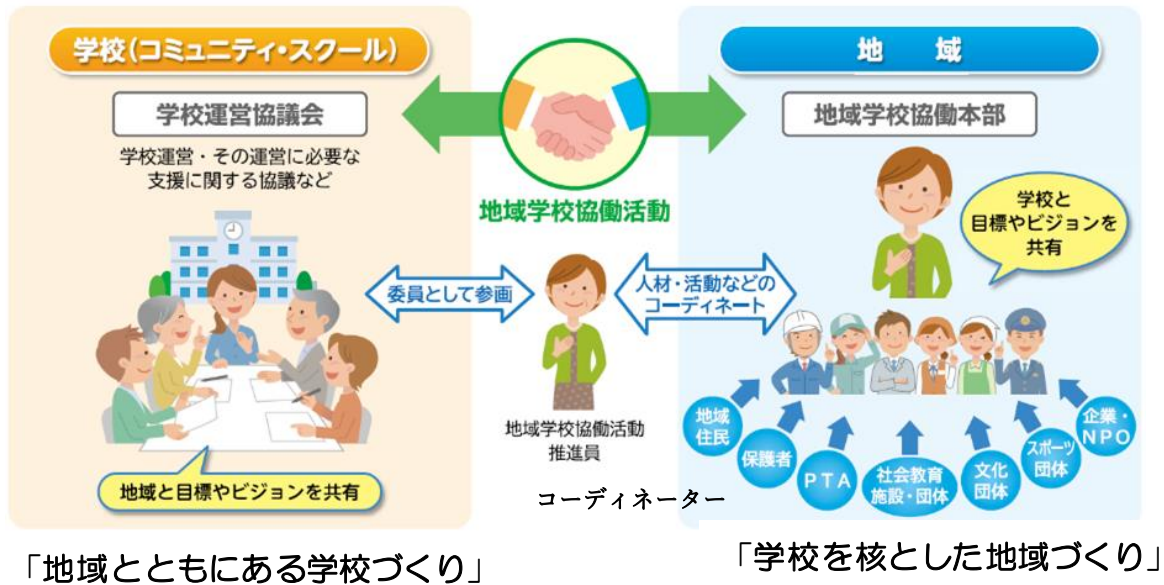 学校(コミュニティ・スクール)
学校運営協議会
学校運営・その運営に必要な
支援に関する協議など
地域と目標やビジョンを共有
「地域とともにある学校づくり」
地域学校協働活動
委員として参画
人材・活動などの
コーディネート
地域学校協働活動
推進員
コーディネーター
地　域
地域学校協働本部
学校と
目標やビジョンを
共有
地域
住民
保護者
PTA
社会教育
施設・団体
文化
団体
スポーツ
団体
企業・
NPO
「学校を核とした地域づくり」